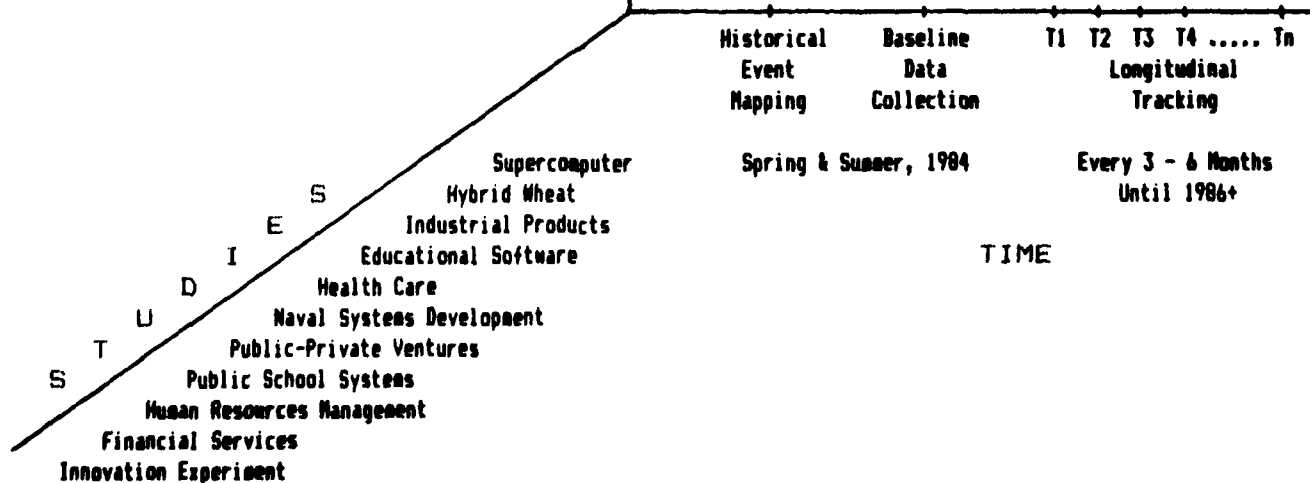 Historical Baseline T1 T2 T3 T4 ..... Tn
Event Data Longitudinal
Mapping Collection Tracking
Supercomputer Spring & Summer, 1984 Every 3 - 6 Months
Hybrid Wheat Until 1986+
Industrial Products
Educational Software
TIME
Health Care
Naval Systems Development
Public-Private Ventures
Public School Systems
Human Resources Management
Financial Services
Innovation Experiment
STUDIES